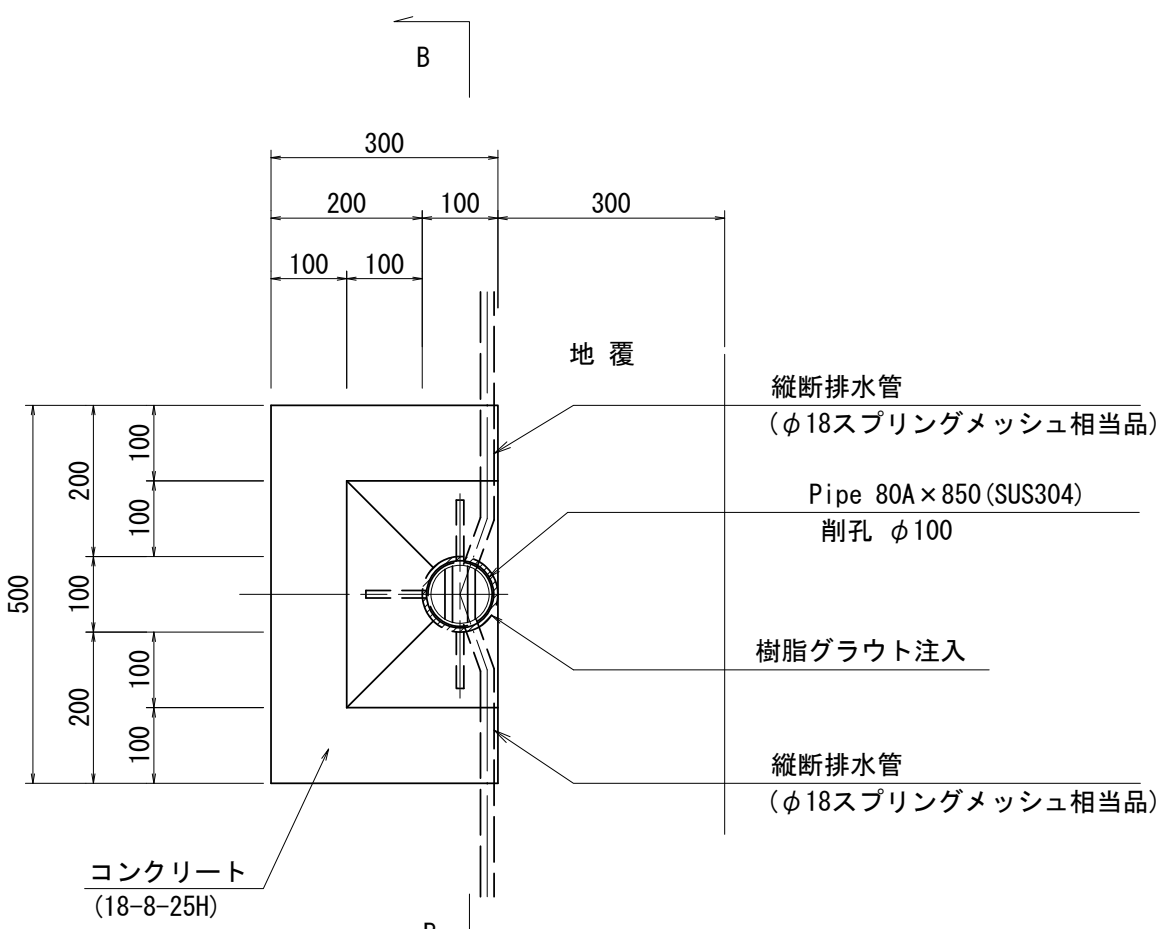 B
300
200
100
300
100
100
地 覆
縦断排水管
(φ18スプリングメッシュ相当品)
Pipe 80A×850(SUS304)
削孔 φ100
樹脂グラウト注入
縦断排水管
(φ18スプリングメッシュ相当品)
500
200
100
200
100
100
100
100
コンクリート
(18-8-25H)
B